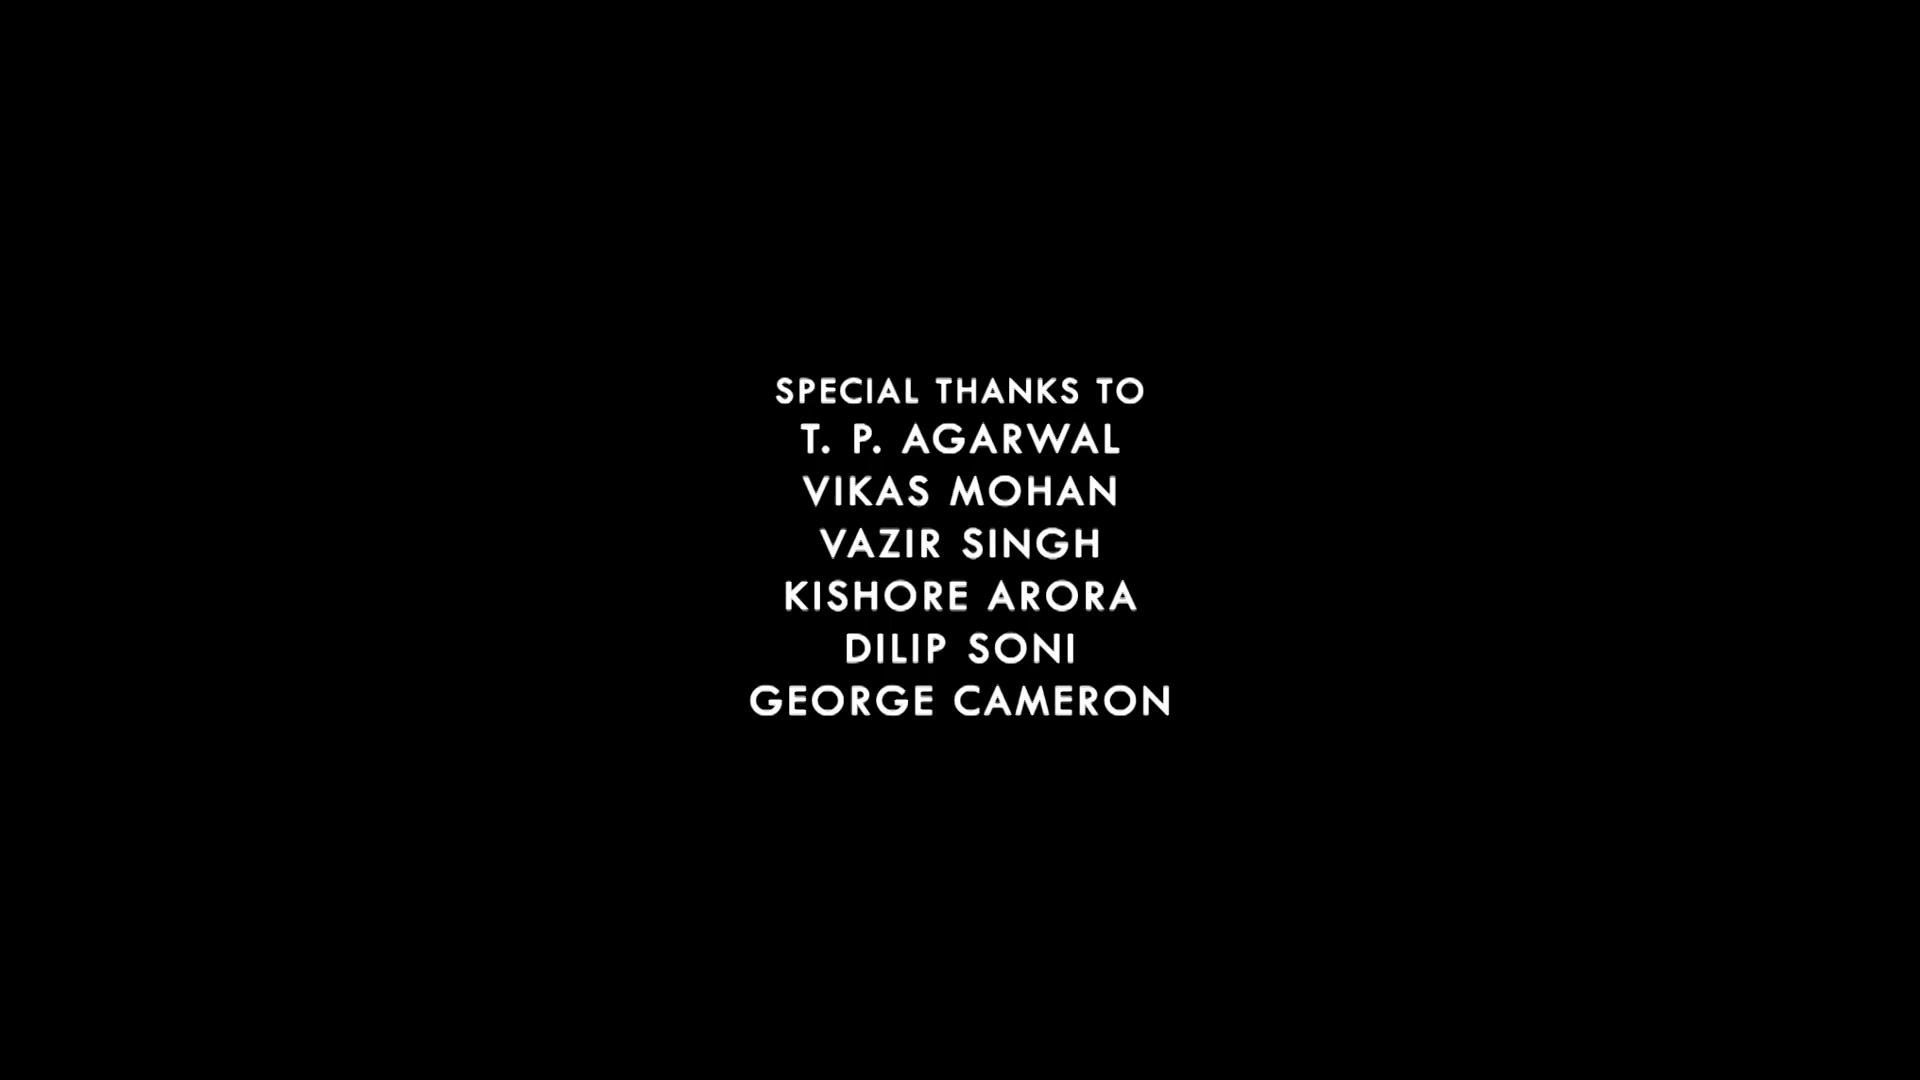 SPECIAL THANKS TO
T. P. AGARWAL
VIKAS MOHAN
VAZIR SINGH
KISHORE ARORA
DILIP SONI
GEORGE CAMERON